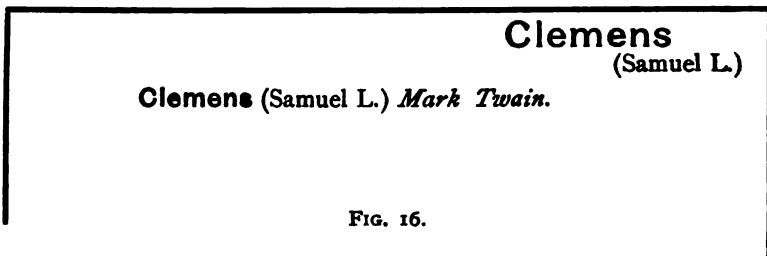 Clemens
(Samuel L.)
Clemens (Samuel L.) Mark Twain.
FIG. 16.